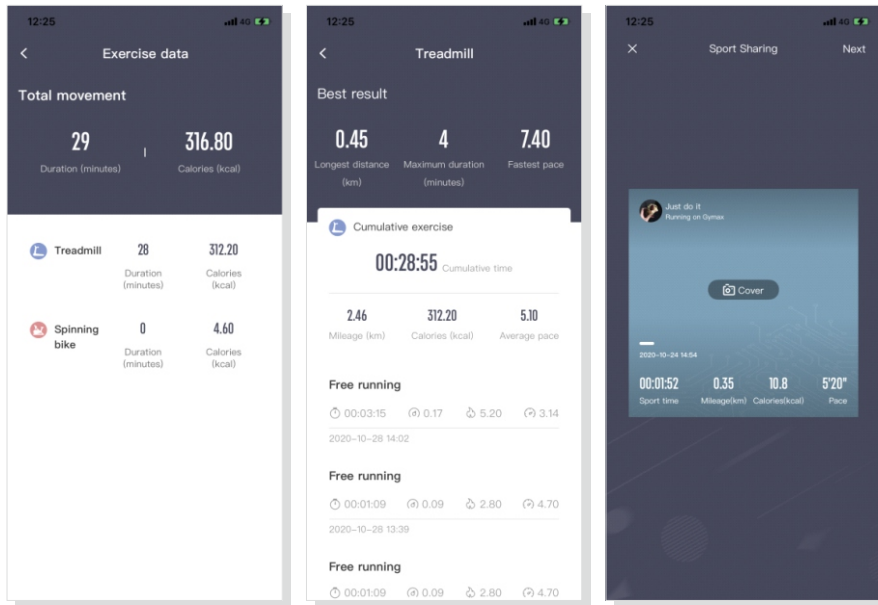 12:25
4G
Exercise data
Total movement
29
316.80
Duration (minutes)
Calories (kcal)
Treadmill
28
312.20
Duration
(minutes)
Calories
(kcal)
Spinning
bike
0
4.60
Duration
(minutes)
Calories
(kcal)
12:25
4G
Treadmill
Best result
0.45
4
7.40
Longest distance
(km)
Maximum duration
(minutes)
Fastest pace
Cumulative exercise
00:28:55 Cumulative time
2.46
312.20
5.10
Mileage (km)
Calories (kcal)
Average pace
Free running
00:03:15 0.17 5.20 3.14
2020-10-28 14:02
Free running
00:01:09 0.09 2.80 4.70
2020-10-28 13:39
Free running
00:01:09 0.09 2.80 4.70
12:25
4G
Sport Sharing
Next
Just do it
Running on Gymax
Cover
2020-10-24 14:54
00:01:52 0.35 10.8 5'20"
Sport time Mileage(km) Calories(kcal) Pace